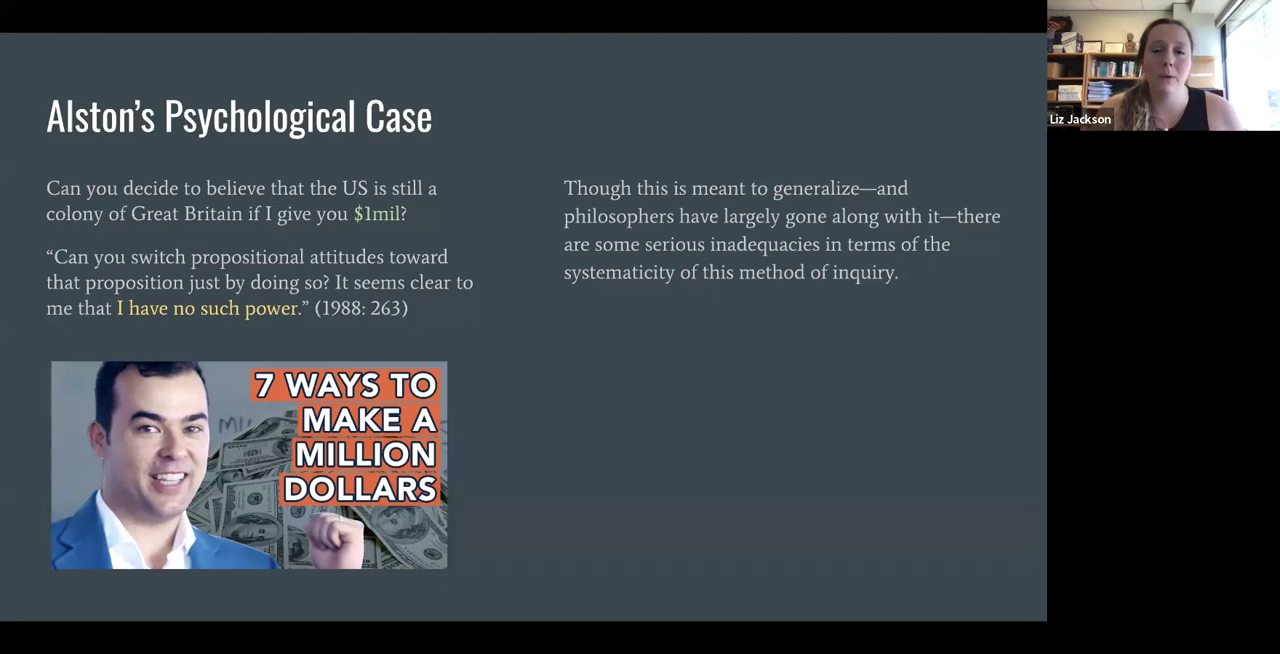 Alston's Psychological Case
Can you decide to believe that the US is still a
colony of Great Britain if I give you $1mil?
“Can you switch propositional attitudes toward
that proposition just by doing so? It seems clear to
me that I have no such power.” (1988: 263)
7 WAYS TO
MAKE A
MILLION
DOLLARS
Though this is meant to generalize—and
philosophers have largely gone along with it—there
are some serious inadequacies in terms of the
systematicity of this method of inquiry.
Liz Jackson